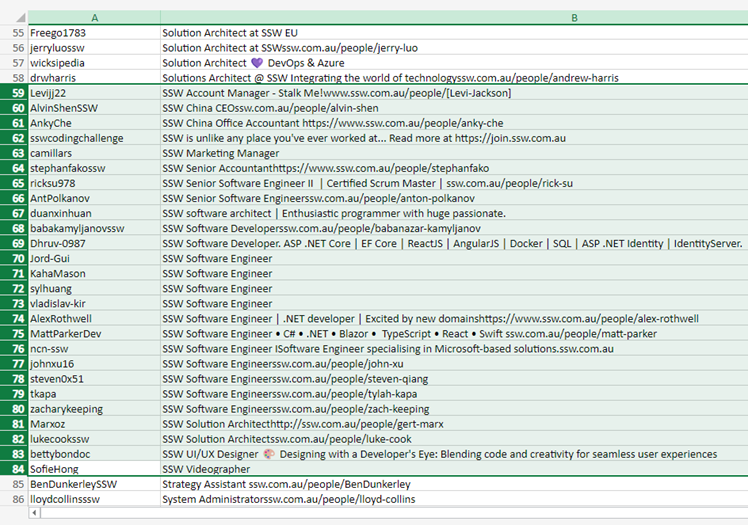 A B
55 Freego1783 Solution Architect at SSW EU
56 jerryluossw Solution Architect at SSWssw.com.au/people/jerry-luo
57 wicksipedia Solution Architect 💜 DevOps & Azure
58 drwharris Solutions Architect @ SSW Integrating the world of technologyssw.com.au/people/andrew-harris
59 Levijj22 SSW Account Manager - Stalk Me!www.ssw.com.au/people/[Levi-Jackson]
60 AlvinShenSSW SSW China CEOssw.com.au/people/alvin-shen
61 AnkyChe SSW China Office Accountant https://www.ssw.com.au/people/anky-che
62 sswcodingchallenge SSW is unlike any place you've ever worked at... Read more at https://join.ssw.com.au
63 camillars SSW Marketing Manager
64 stephanfakossw SSW Senior Accountanthttps://www.ssw.com.au/people/stephanfako
65 ricksu978 SSW Senior Software Engineer II | Certified Scrum Master | ssw.com.au/people/rick-su
66 AntPolkanov SSW Senior Software Engineerssw.com.au/people/anton-polkanov
67 duanxinhuan SSW software architect | Enthusiastic programmer with huge passionate.
68 babakamyljanovssw SSW Software Developerssw.com.au/people/babanazar-kamyljanov
69 Dhruv-0987 SSW Software Developer. ASP .NET Core | EF Core | ReactJS | AngularJS | Docker | SQL | ASP .NET Identity | IdentityServer.
70 Jord-Gui SSW Software Engineer
71 KahaMason SSW Software Engineer
72 sylhuang SSW Software Engineer
73 vladislav-kir SSW Software Engineer
74 AlexRothwell SSW Software Engineer | .NET developer | Excited by new domainshttps://www.ssw.com.au/people/alex-rothwell
75 MattParkerDev SSW Software Engineer • C# • .NET • Blazor • TypeScript • React • Swift ssw.com.au/people/matt-parker
76 ncn-ssw SSW Software Engineer ISoftware Engineer specialising in Microsoft-based solutions.ssw.com.au
77 johnxu16 SSW Software Engineerssw.com.au/people/john-xu
78 steven0x51 SSW Software Engineerssw.com.au/people/steven-qiang
79 tkapa SSW Software Engineerssw.com.au/people/tylah-kapa
80 zacharykeeping SSW Software Engineerssw.com.au/people/zach-keeping
81 Marxoz SSW Solution Architecthttp://ssw.com.au/people/gert-marx
82 lukecookssw SSW Solution Architectssw.com.au/people/luke-cook
83 bettybondoc SSW UI/UX Designer 🧠 Designing with a Developer's Eye: Blending code and creativity for seamless user experiences
84 SofieHong SSW Videographer
85 BenDunkerleySSW Strategy Assistant ssw.com.au/people/BenDunkerley
86 lloydcollinsssw System Administratorssw.com.au/people/lloyd-collins